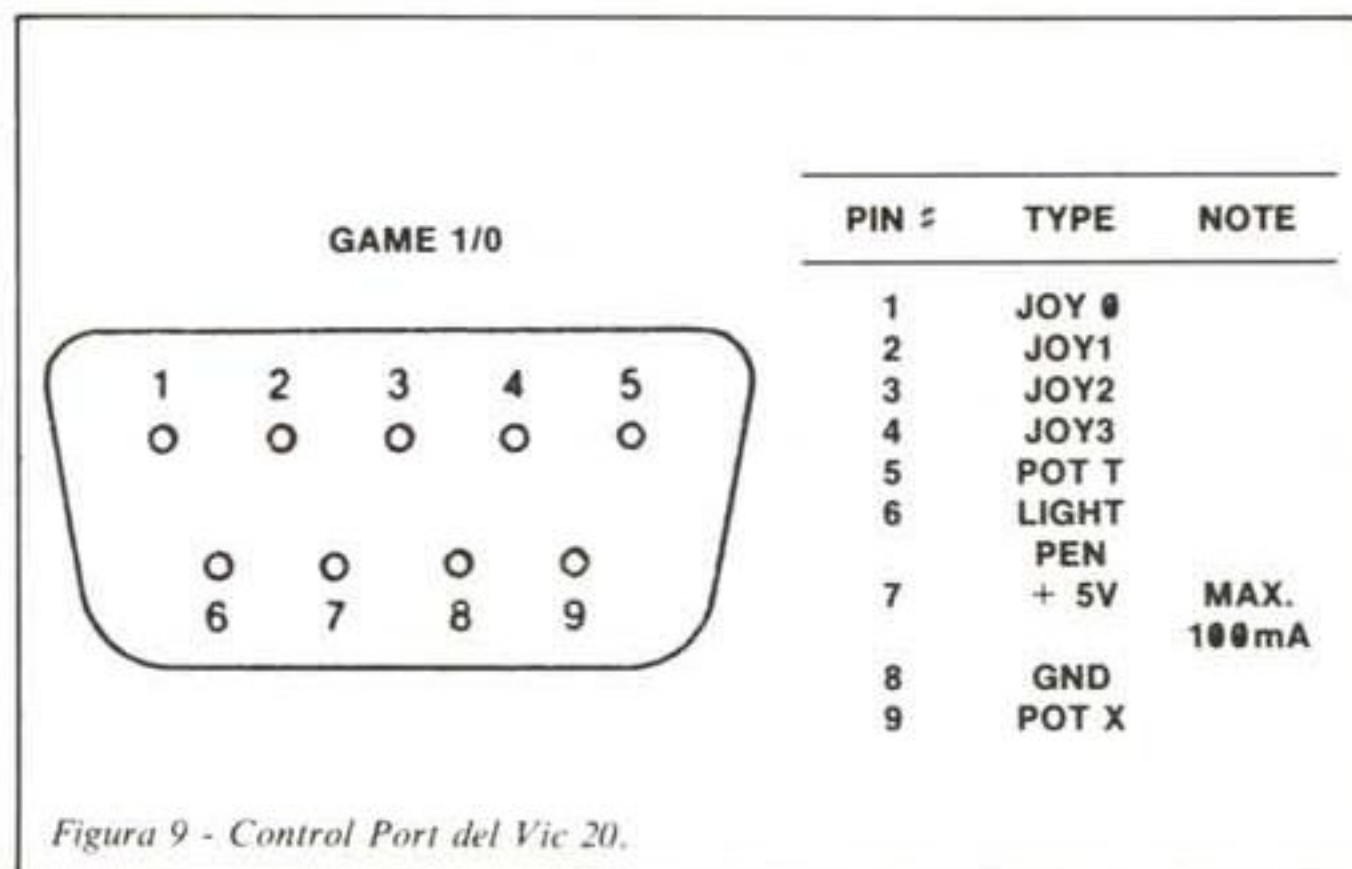 GAME 1/0
1 2 3 4 5
6 7 8 9
PIN # TYPE NOTE
1 JOY 0
2 JOY1
3 JOY2
4 JOY3
5 POT T
6 LIGHT
PEN
7 + 5V MAX.
100mA
8 GND
9 POT X
Figura 9 - Control Port del Vic 20.